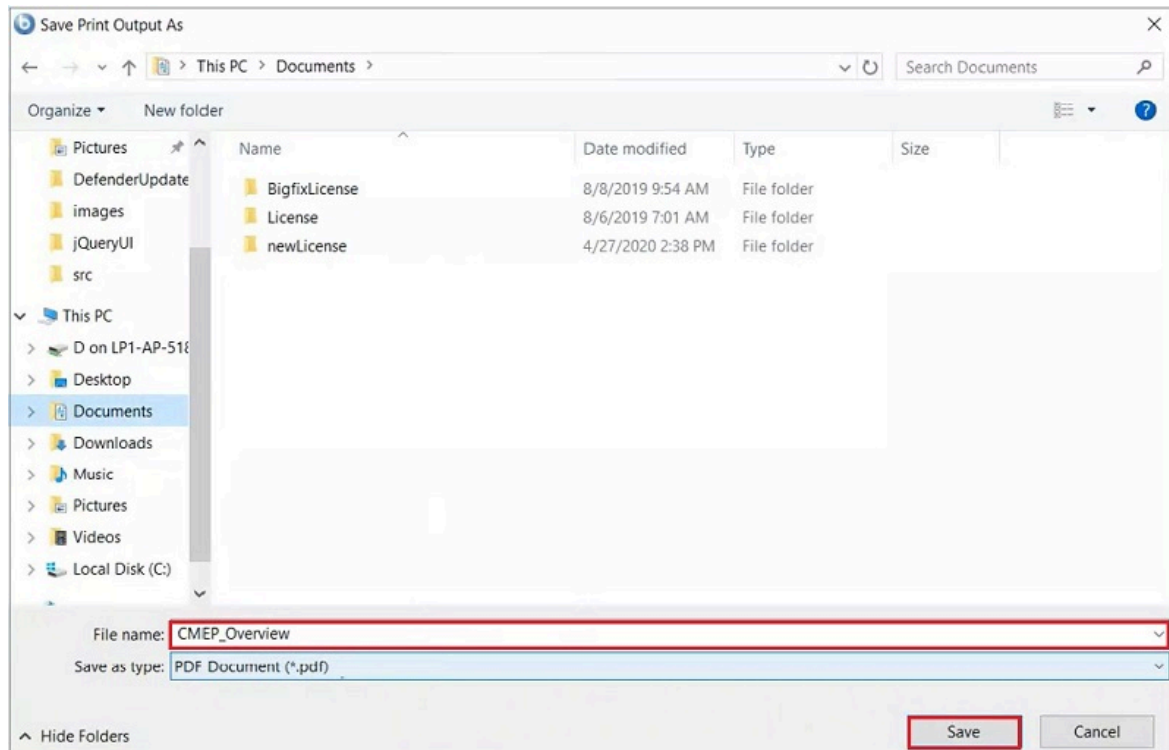 Save Print Output As
This PC > Documents >
Search Documents
Organize
New folder
Name
Date modified
Type
Size
BigfixLicense 8/8/2019 9:54 AM File folder
License 8/6/2019 7:01 AM File folder
newLicense 4/27/2020 2:38 PM File folder
Pictures
DefenderUpdate
images
jQueryUI
src
This PC
D on LP1-AP-518
Desktop
Documents
Downloads
Music
Pictures
Videos
Local Disk (C:)
File name: CMEP_Overview
Save as type: PDF Document (*.pdf)
Hide Folders
Save
Cancel